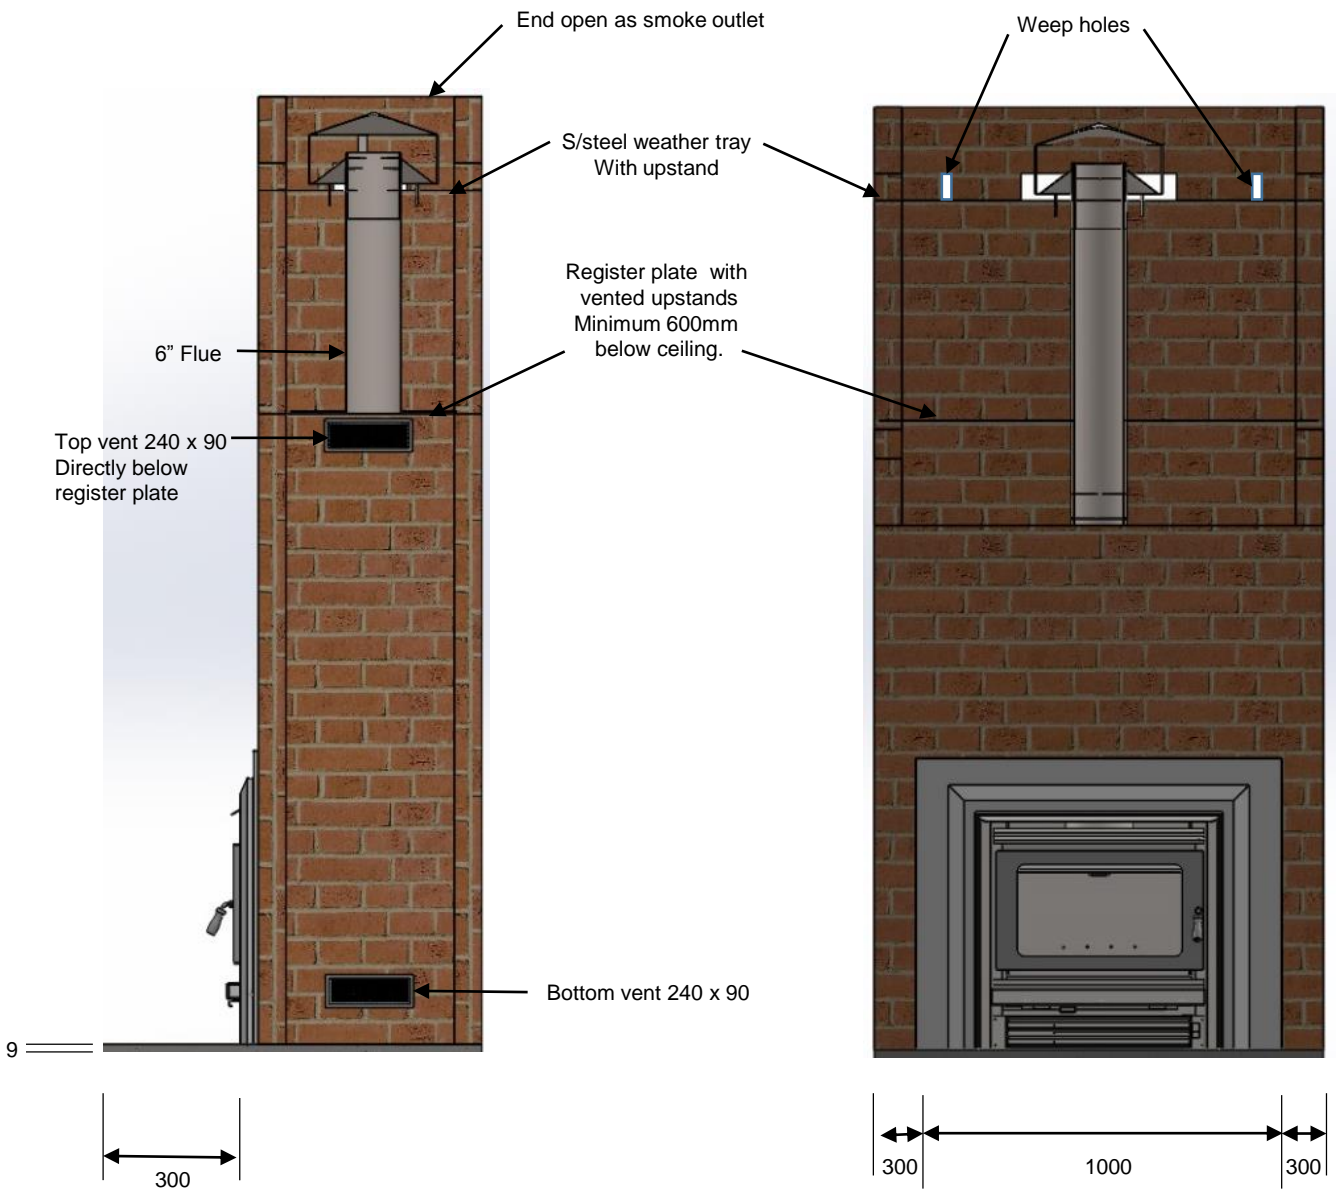 End open as smoke outlet
Weep holes
S/steel weather tray
With upstand
Register plate with
vented upstands
Minimum 600mm
below ceiling.
6” Flue
Top vent 240 x 90
Directly below
register plate
Bottom vent 240 x 90
9
300
300
1000
300